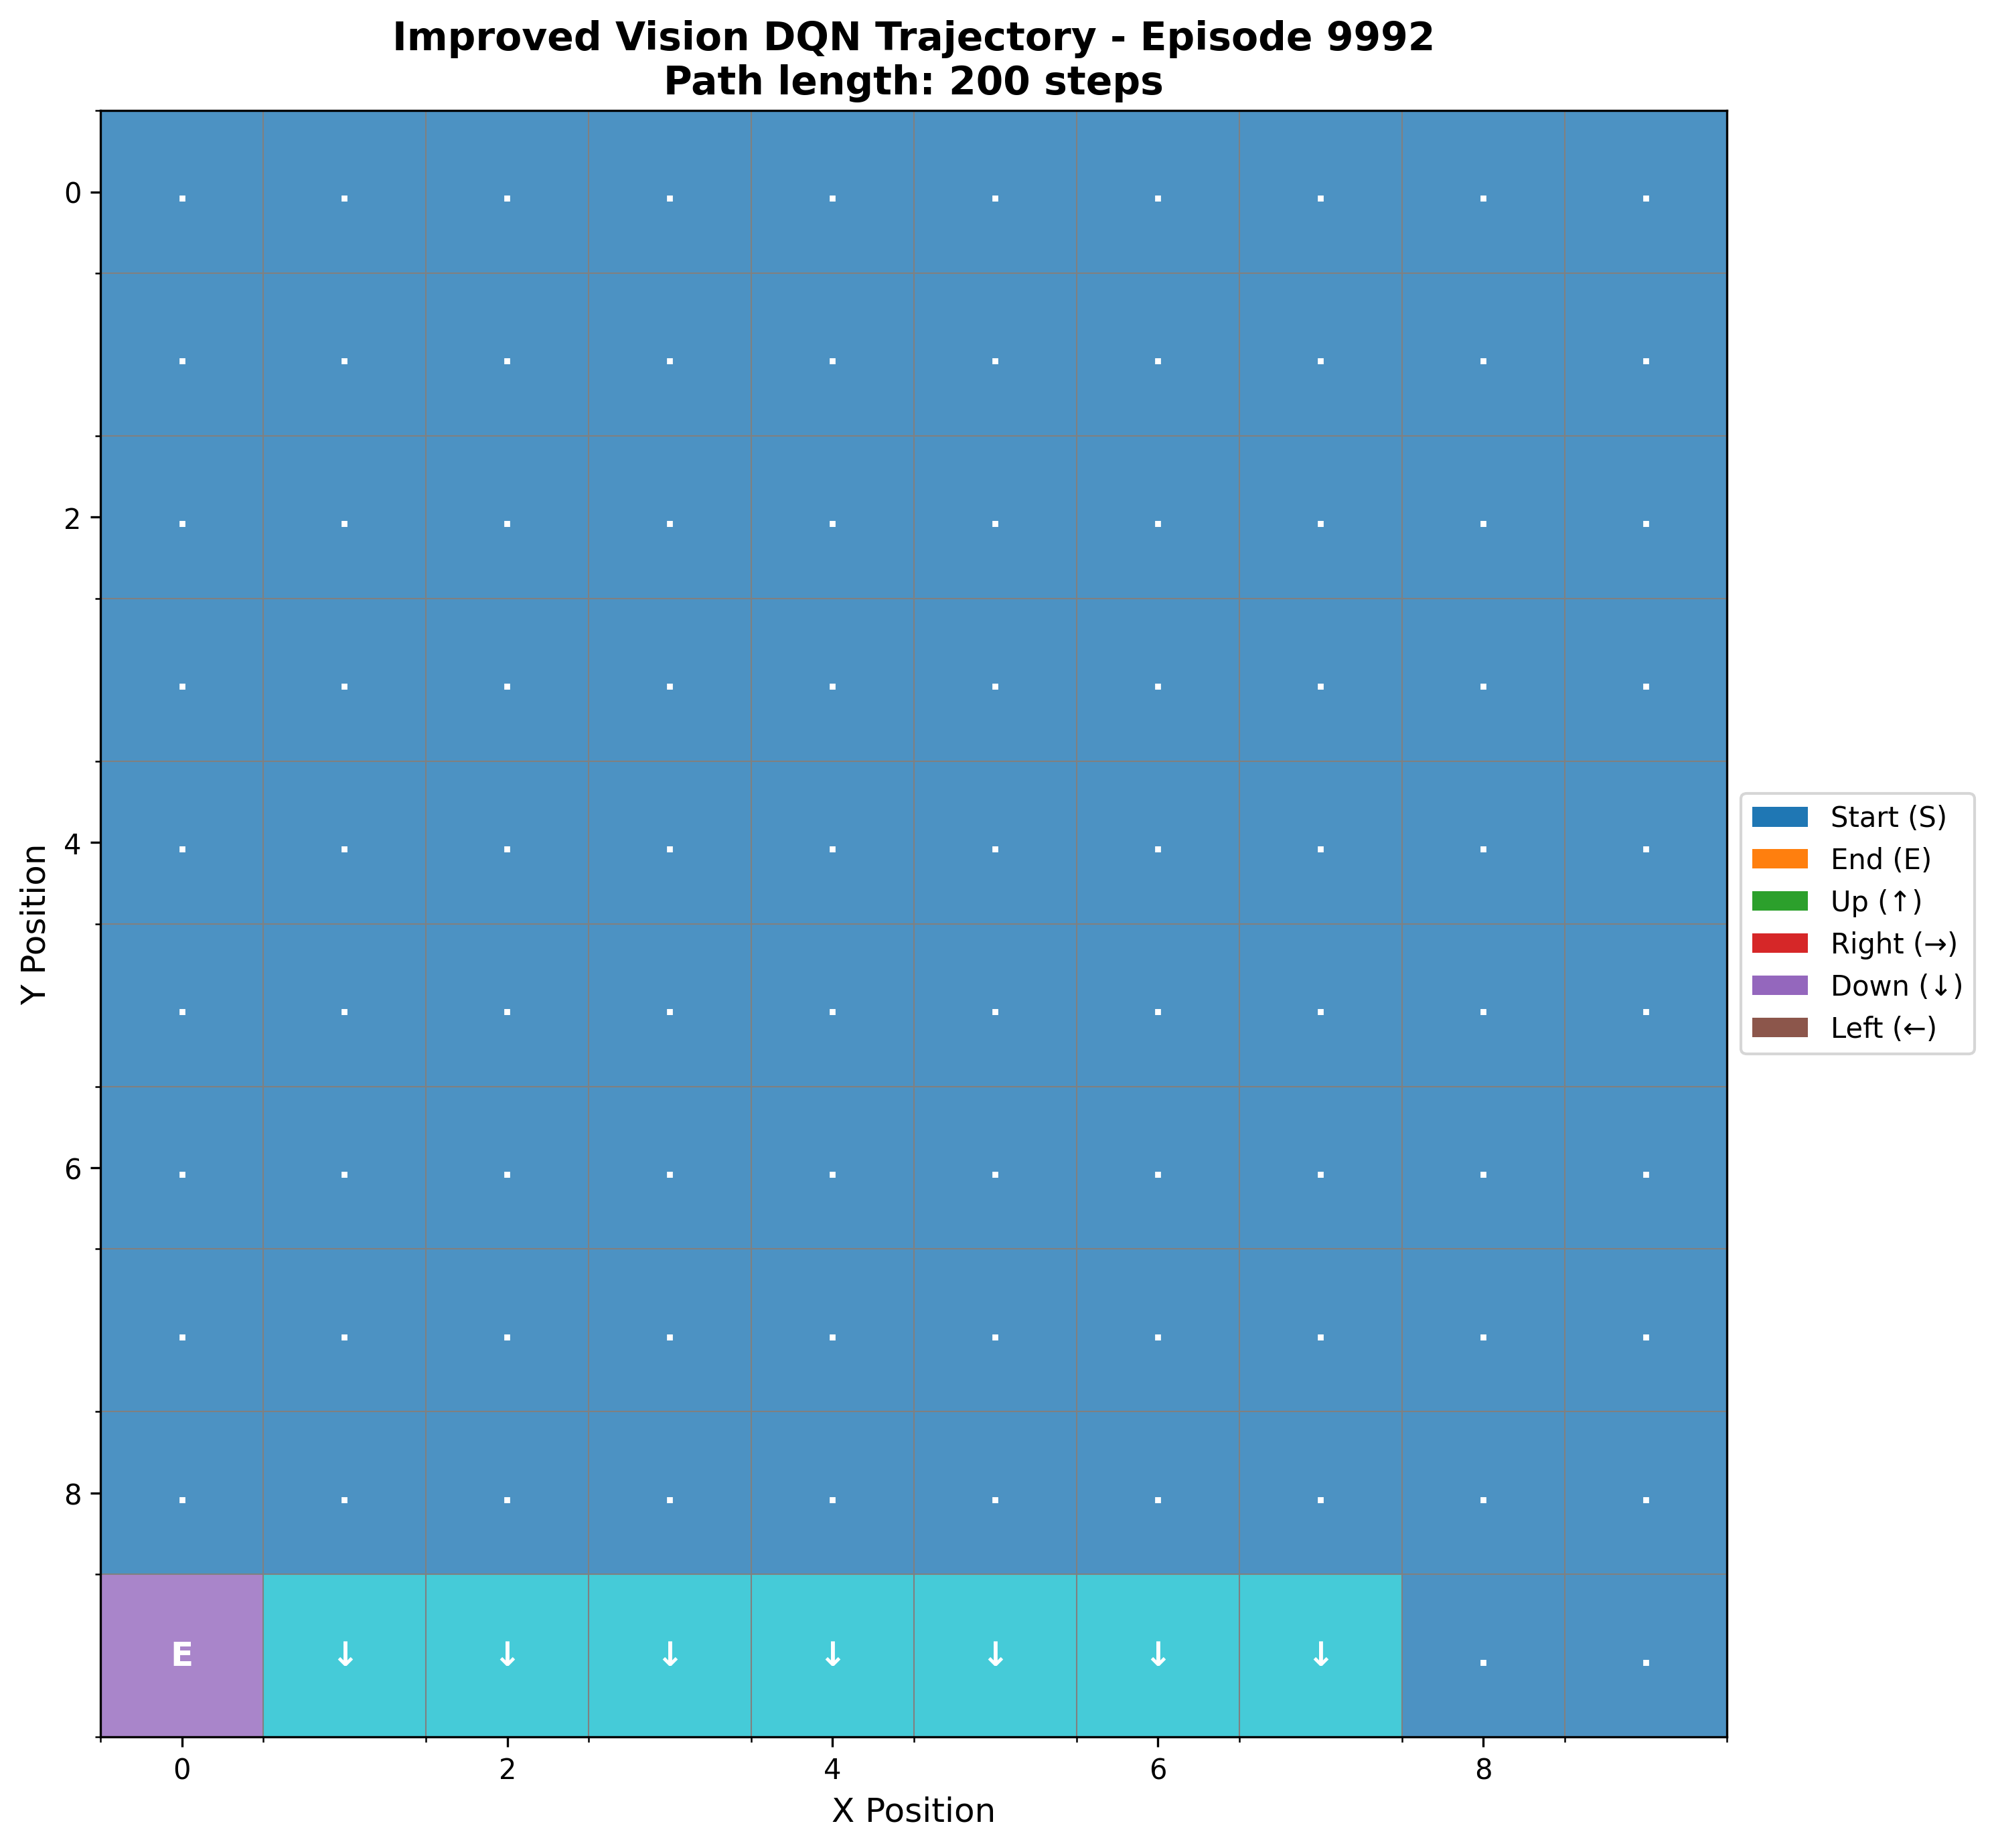 Improved Vision DQN Trajectory - Episode 9992
Path length: 200 steps
0
2
4
6
8
Y Position
. . . . . . . . . .
. . . . . . . . . .
. . . . . . . . . .
. . . . . . . . . .
. . . . . . . . . .
. . . . . . . . . .
. . . . . . . . . .
. . . . . . . . . .
. . . . . . . . . .
E ↓ ↓ ↓ ↓ ↓ ↓ ↓ . .
0 2 4 6 8
X Position
Start (S)
End (E)
Up (↑)
Right (→)
Down (↓)
Left (←)